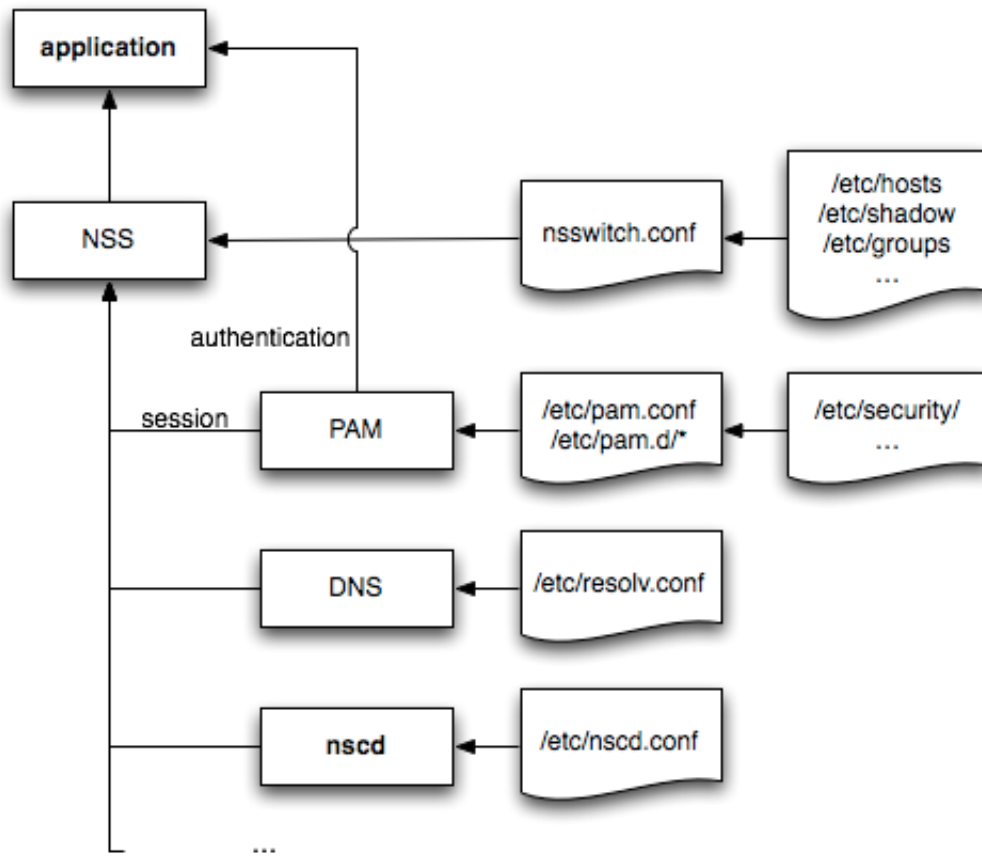 application
NSS
nsswitch.conf
/etc/hosts
/etc/shadow
/etc/groups
...
authentication
session
PAM
/etc/pam.conf
/etc/pam.d/*
/etc/security/
...
DNS
/etc/resolv.conf
nscd
/etc/nscd.conf
...